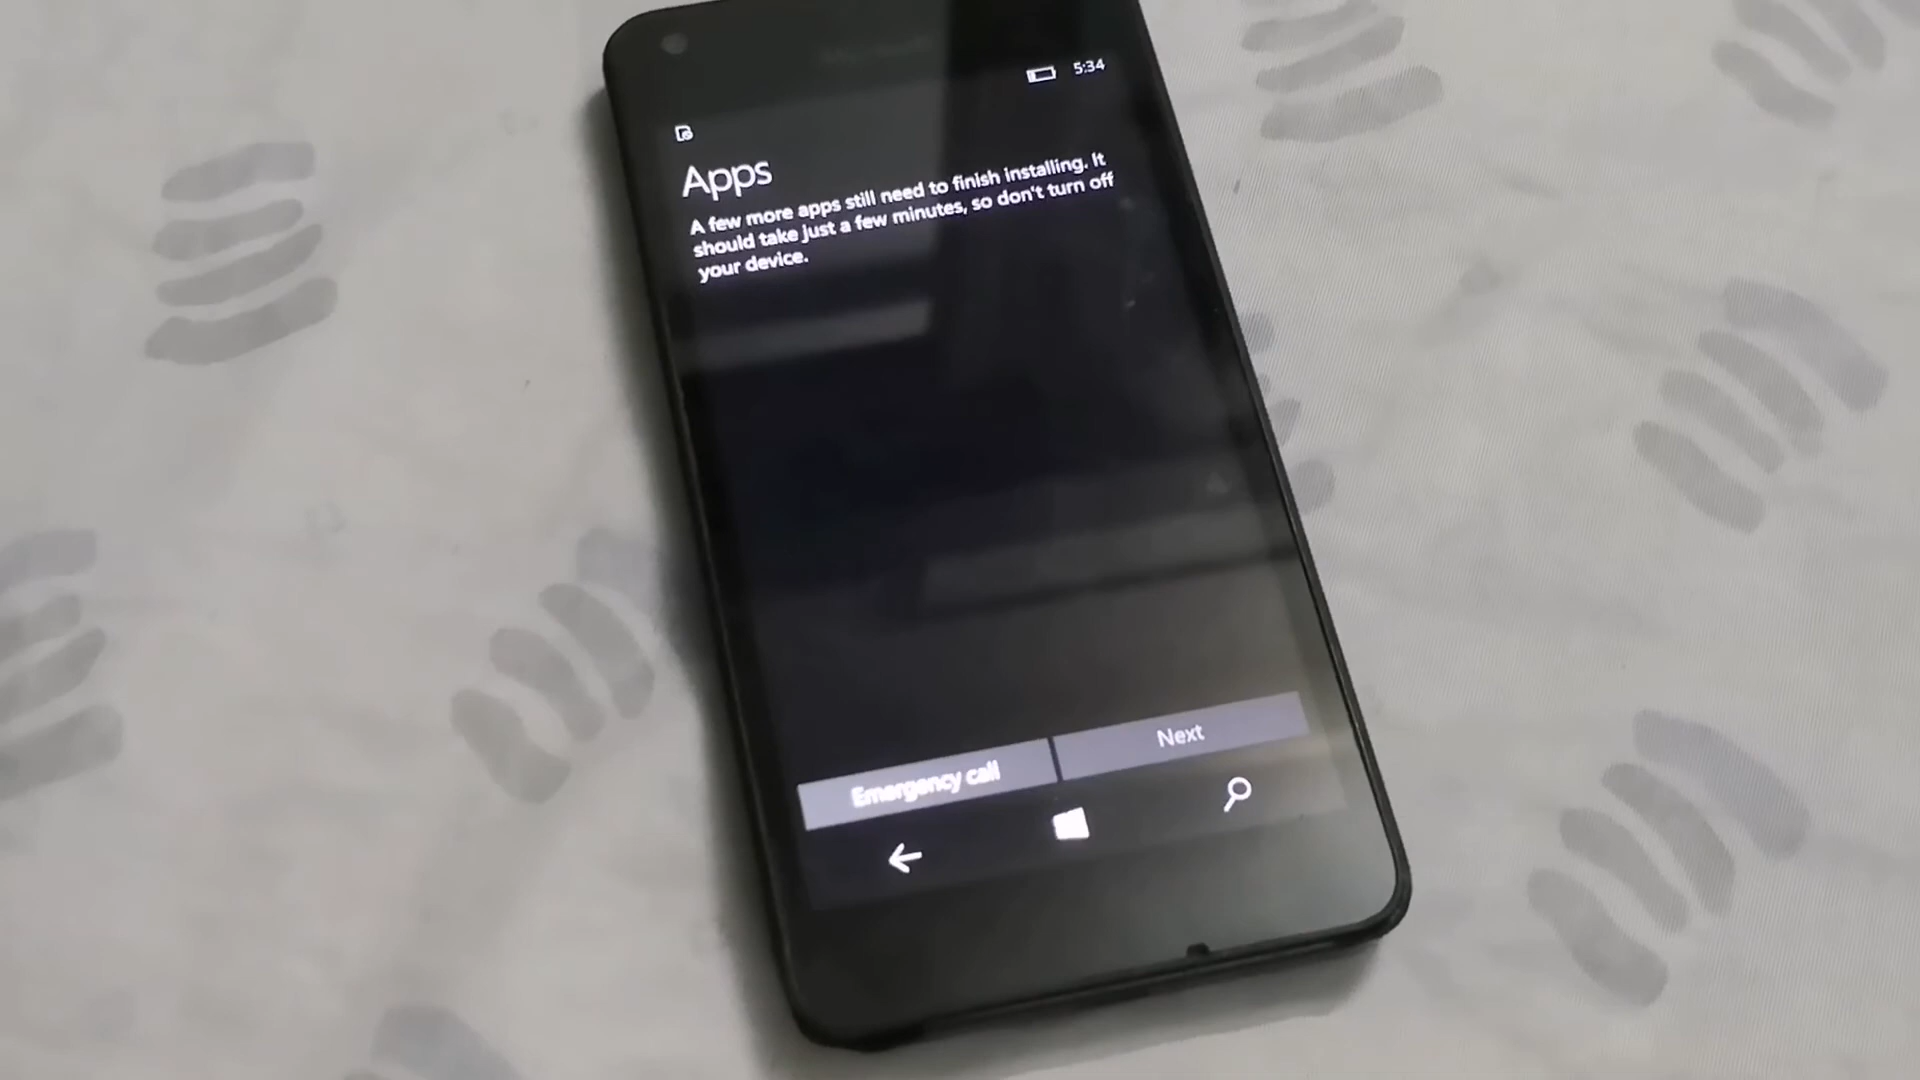 5:34
Apps
A few more apps still need to finish installing. It
should take just a few minutes, so don't turn off
your device.
Emergency call
Next